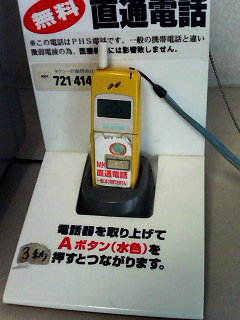 無料 直通電話
※この電話はPHS電話です。一般の携帯電話と違い
微弱電波の為、医療機器には影響致しません。
721 414
MK
直通電話
電話器を取り上げて
Aボタン(水色)を
3秒 押すとつながります。